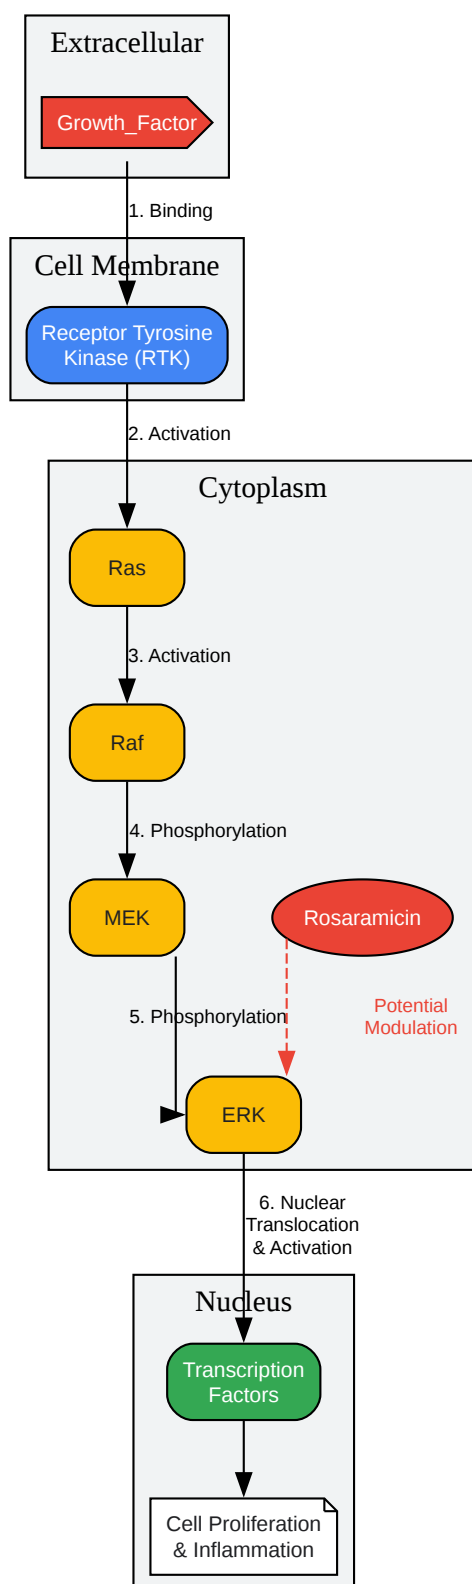 Extracellular
Growth_Factor
1. Binding
Cell Membrane
Receptor Tyrosine
Kinase (RTK)
2. Activation
Cytoplasm
Ras
3. Activation
Raf
4. Phosphorylation
MEK
Rosaramicin
5. Phosphorylation
Potential
Modulation
ERK
6. Nuclear
Translocation
& Activation
Nucleus
Transcription
Factors
Cell Proliferation
& Inflammation